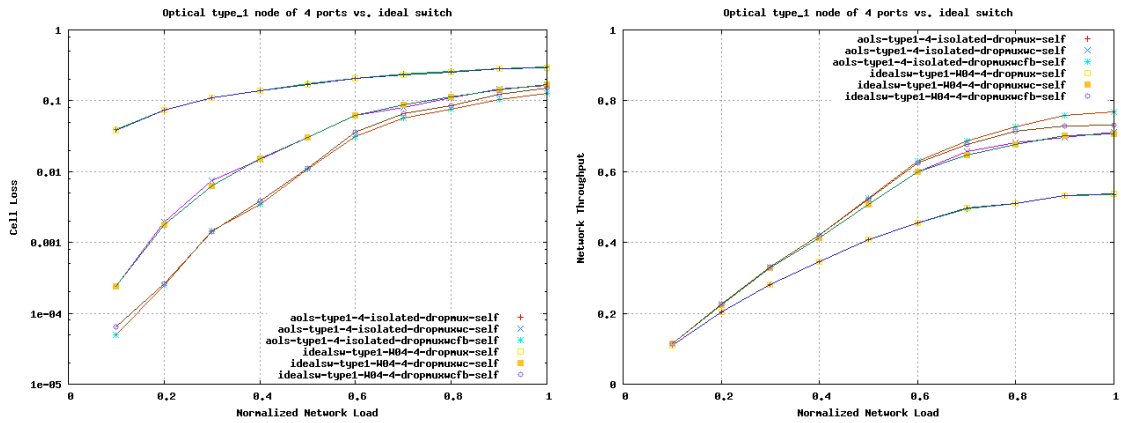 Optical type_1 node of 4 ports vs. ideal switch
1
0.1
0.01
0.001
1e-04
1e-05
Cell Loss
aols-type1-4-isolated-dropmux-self
aols-type1-4-isolated-dropmuxwc-self
aols-type1-4-isolated-dropmuxwcfb-self
idealsw-type1-W04-4-dropmux-self
idealsw-type1-W04-4-dropmuxwc-self
idealsw-type1-W04-4-dropmuxwcfb-self
0 0.2 0.4 0.6 0.8 1
Normalized Network Load
Optical type_1 node of 4 ports vs. ideal switch
1
0.8
0.6
0.4
0.2
0
Network Throughput
aols-type1-4-isolated-dropmux-self
aols-type1-4-isolated-dropmuxwc-self
aols-type1-4-isolated-dropmuxwcfb-self
idealsw-type1-W04-4-dropmux-self
idealsw-type1-W04-4-dropmuxwc-self
idealsw-type1-W04-4-dropmuxwcfb-self
0 0.2 0.4 0.6 0.8 1
Normalized Network Load